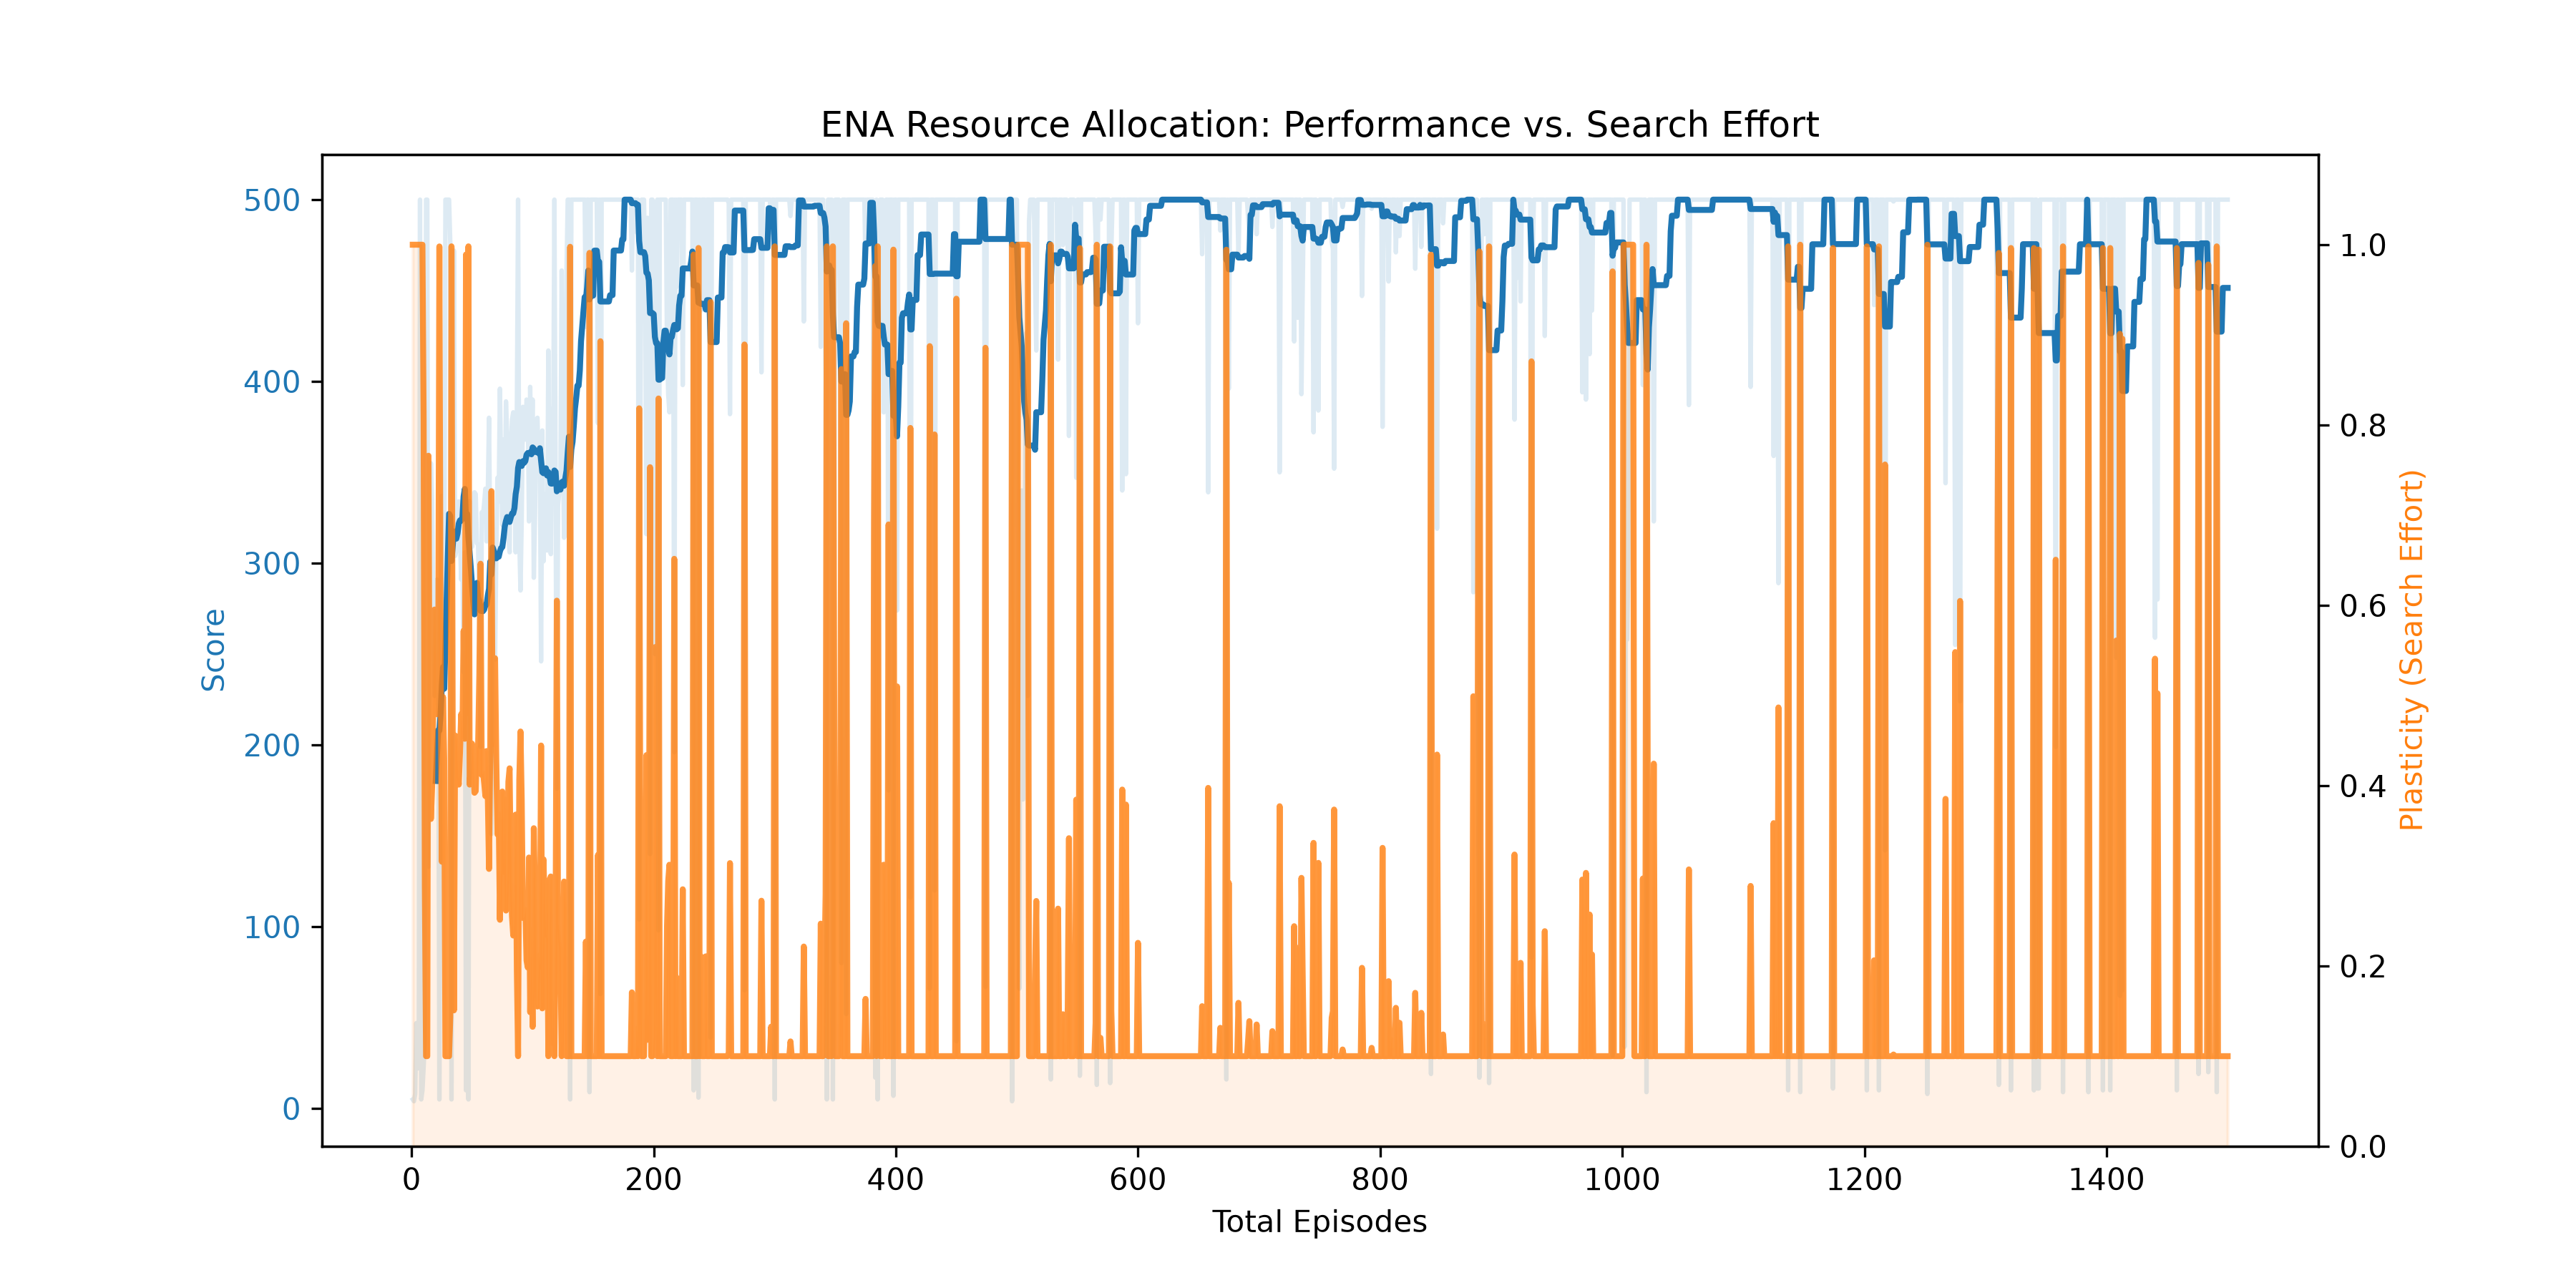 ENA Resource Allocation: Performance vs. Search Effort
500
400
300
200
100
0
Score
1.0
0.8
0.6
0.4
0.2
0.0
Plasticity (Search Effort)
0 200 400 600 800 1000 1200 1400
Total Episodes